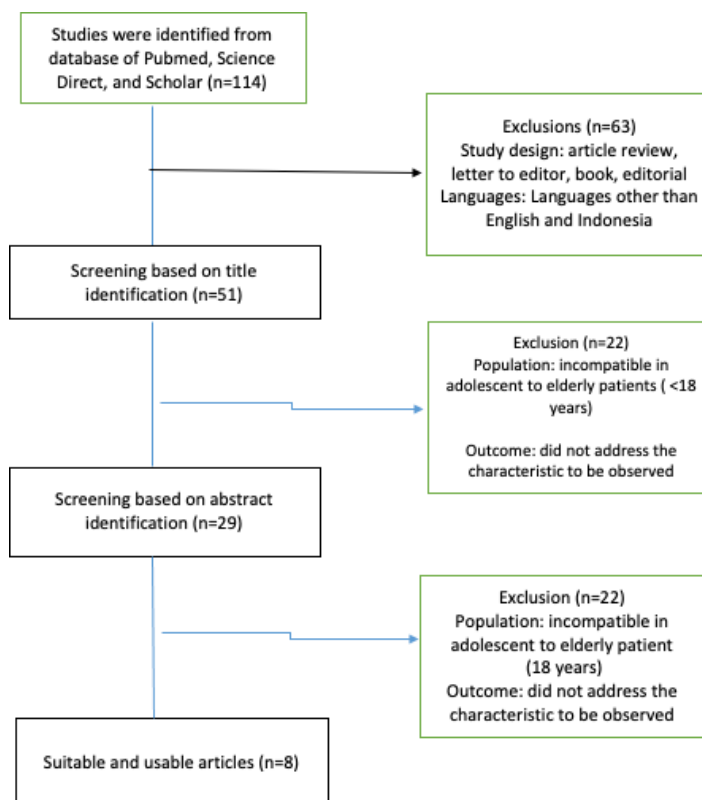 Studies were identified from
database of Pubmed, Science
Direct, and Scholar (n=114)
Exclusions (n=63)
Study design: article review,
letter to editor, book, editorial
Languages: Languages other than
English and Indonesia
Screening based on title
identification (n=51)
Exclusion (n=22)
Population: incompatible in
adolescent to elderly patients ( <18
years)
Outcome: did not address the
characteristic to be observed
Screening based on abstract
identification (n=29)
Exclusion (n=22)
Population: incompatible in
adolescent to elderly patient
(18 years)
Outcome: did not address the
characteristic to be observed
Suitable and usable articles (n=8)